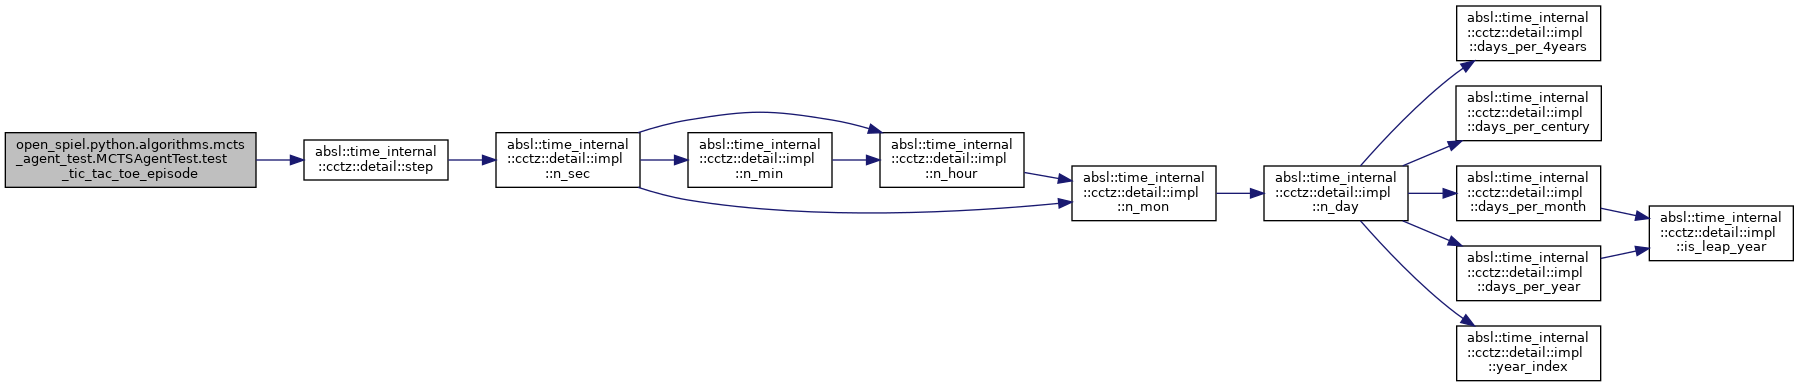 open_spiel.python.algorithms.mcts
_agent_test.MCTSAgentTest.test
_tic_tac_toe_episode
absl::time_internal
::cctz::detail::step
absl::time_internal
::cctz::detail::impl
::n_sec
absl::time_internal
::cctz::detail::impl
::n_min
absl::time_internal
::cctz::detail::impl
::n_hour
absl::time_internal
::cctz::detail::impl
::n_mon
absl::time_internal
::cctz::detail::impl
::n_day
absl::time_internal
::cctz::detail::impl
::days_per_4years
absl::time_internal
::cctz::detail::impl
::days_per_century
absl::time_internal
::cctz::detail::impl
::days_per_month
absl::time_internal
::cctz::detail::impl
::days_per_year
absl::time_internal
::cctz::detail::impl
::year_index
absl::time_internal
::cctz::detail::impl
::is_leap_year